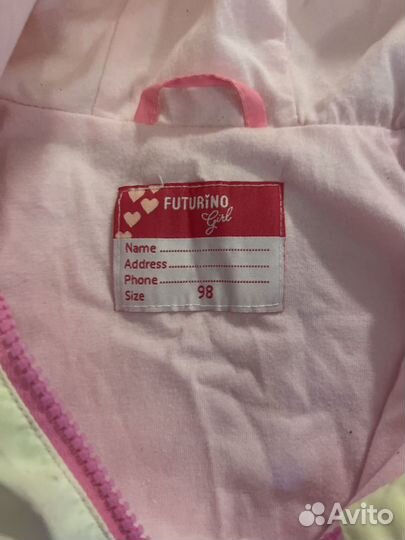 FUTURINO
Girl
Name
Address
Phone
Size 98
Avito